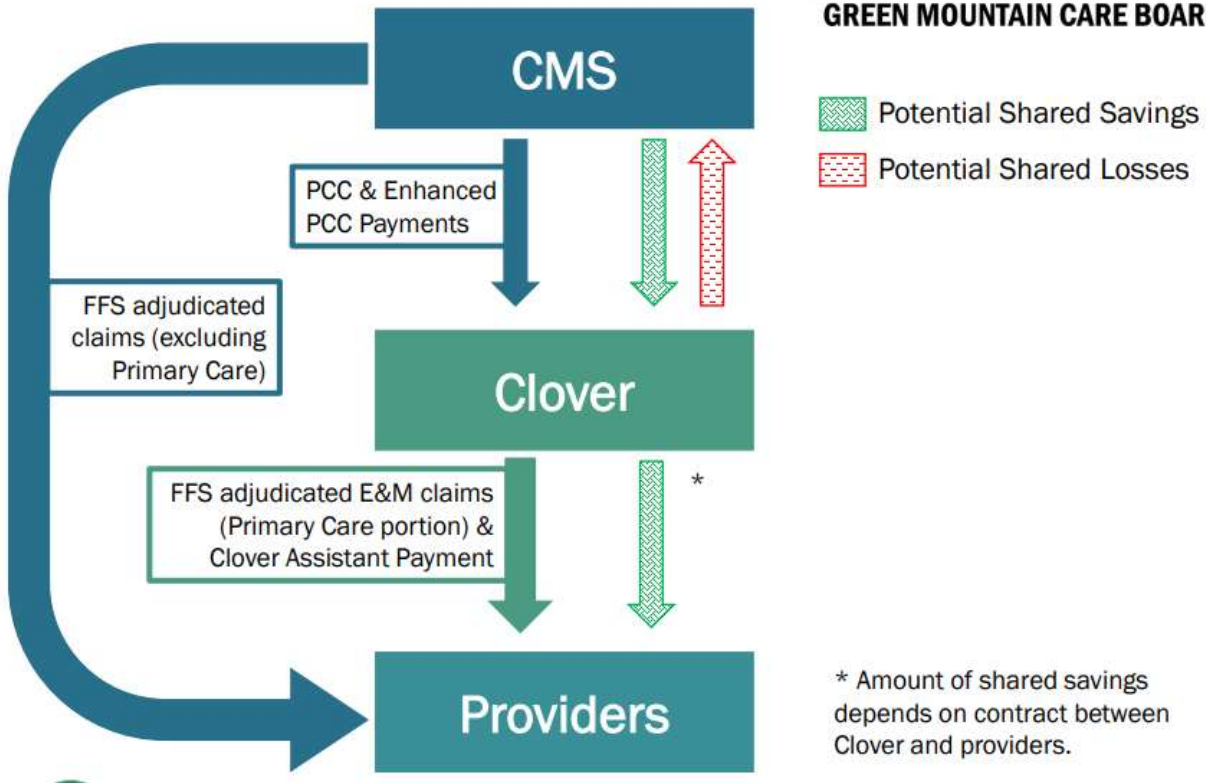 GREEN MOUNTAIN CARE BOAR
CMS
Potential Shared Savings
Potential Shared Losses
PCC & Enhanced
PCC Payments
FFS adjudicated
claims (excluding
Primary Care)
Clover
FFS adjudicated E&M claims
(Primary Care portion) &
Clover Assistant Payment
*
Providers
* Amount of shared savings
depends on contract between
Clover and providers.